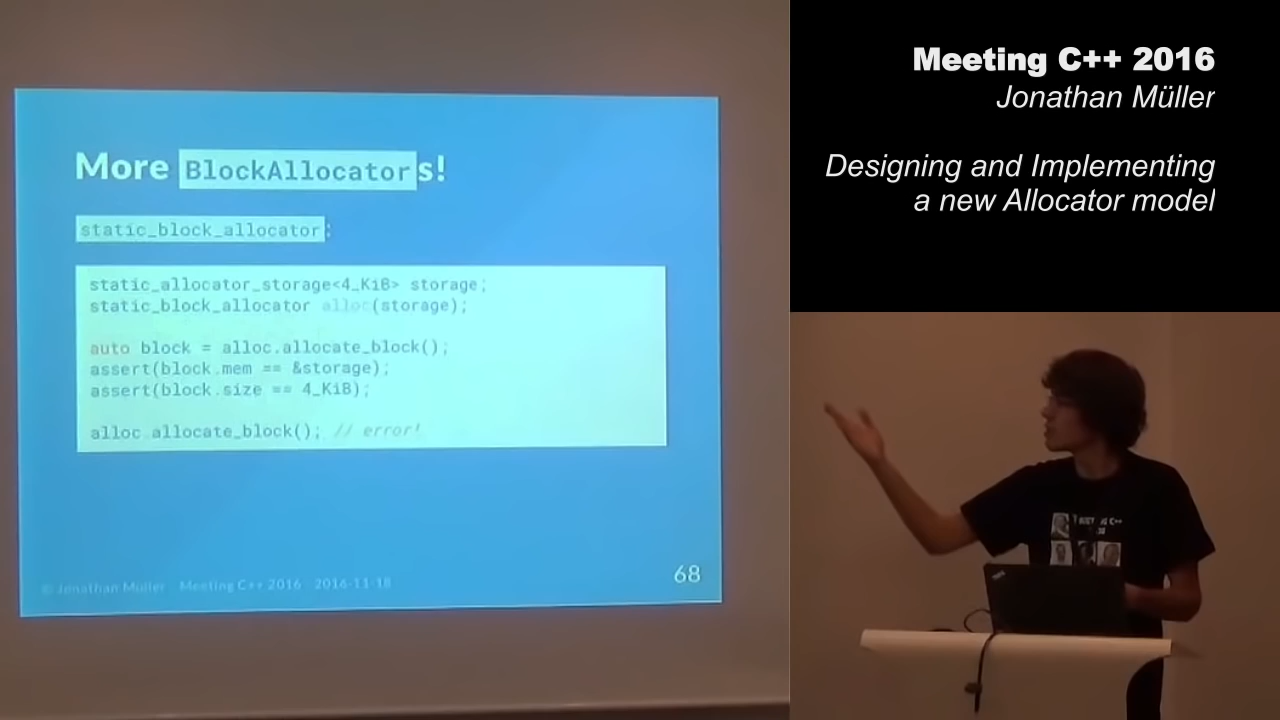 More BlockAllocators!
static_block_allocator:
static_allocator_storage<4_KiB> storage;
static_block_allocator alloc(storage);
auto block = alloc.allocate_block();
assert(block.mem == &storage);
assert(block.size == 4_KiB);
alloc.allocate_block(); // error!
© Jonathan Müller Meeting C++ 2016 2016-11-18
68
Meeting C++ 2016
Jonathan Müller
Designing and Implementing
a new Allocator model
C++